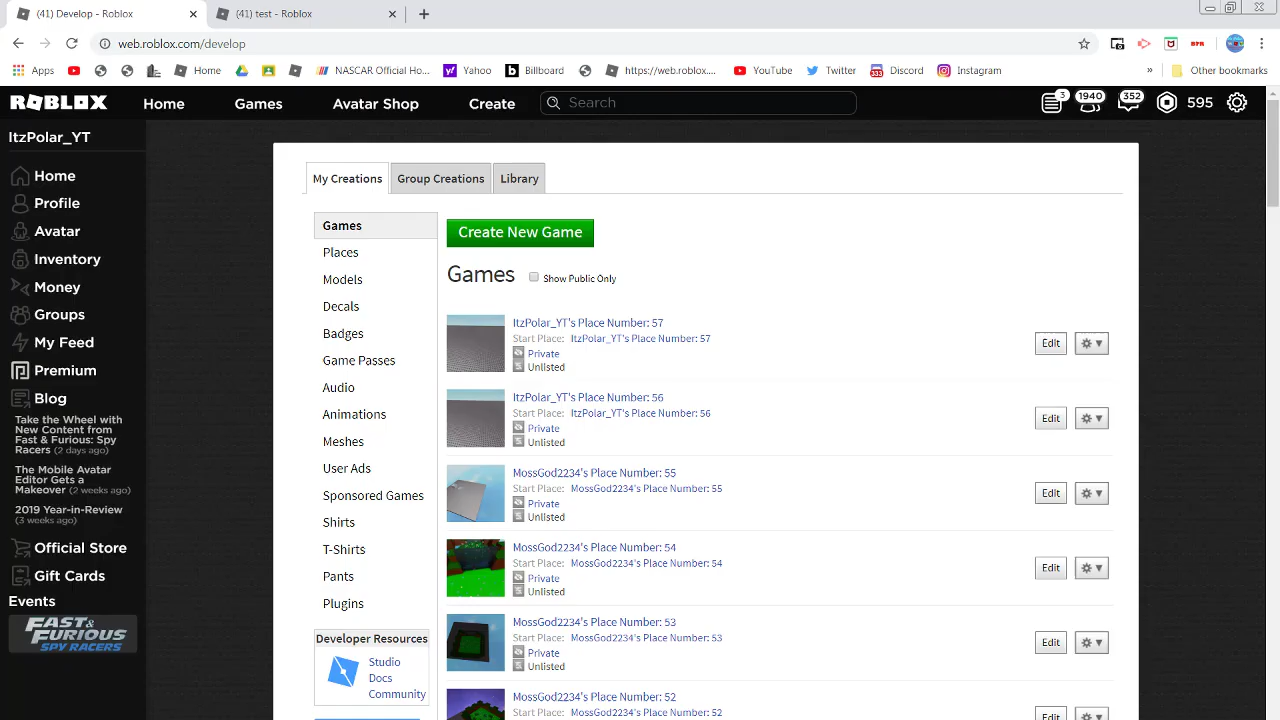 (41) Develop - Roblox
(41) test - Roblox
web.roblox.com/develop
Apps
Home
NASCAR Official Ho...
Yahoo
Billboard
https://web.roblox....
YouTube
Twitter
333
Discord
Instagram
»
Other bookmarks
ROBLOX
Home
Games
Avatar Shop
Create
Search
3
1940
352
595
ItzPolar_YT
Home
Profile
Avatar
Inventory
Money
Groups
My Feed
Premium
Blog
Take the Wheel with
New Content from
Fast & Furious: Spy
Racers (2 days ago)
The Mobile Avatar
Editor Gets a
Makeover (2 weeks ago)
2019 Year-in-Review
(3 weeks ago)
Official Store
Gift Cards
Events
FAST &
FURIOUS
SPY RACERS
My Creations
Group Creations
Library
Games
Places
Models
Decals
Badges
Game Passes
Audio
Animations
Meshes
User Ads
Sponsored Games
Shirts
T-Shirts
Pants
Plugins
Developer Resources
Studio
Docs
Community
Create New Game
Games
Show Public Only
ItzPolar_YT's Place Number: 57
Start Place: ItzPolar_YT's Place Number: 57
Private
Unlisted
Edit
ItzPolar_YT's Place Number: 56
Start Place: ItzPolar_YT's Place Number: 56
Private
Unlisted
Edit
MossGod2234's Place Number: 55
Start Place: MossGod2234's Place Number: 55
Private
Unlisted
Edit
MossGod2234's Place Number: 54
Start Place: MossGod2234's Place Number: 54
Private
Unlisted
Edit
MossGod2234's Place Number: 53
Start Place: MossGod2234's Place Number: 53
Private
Unlisted
Edit
MossGod2234's Place Number: 52
Start Place: MossGod2234's Place Number: 52
Edit